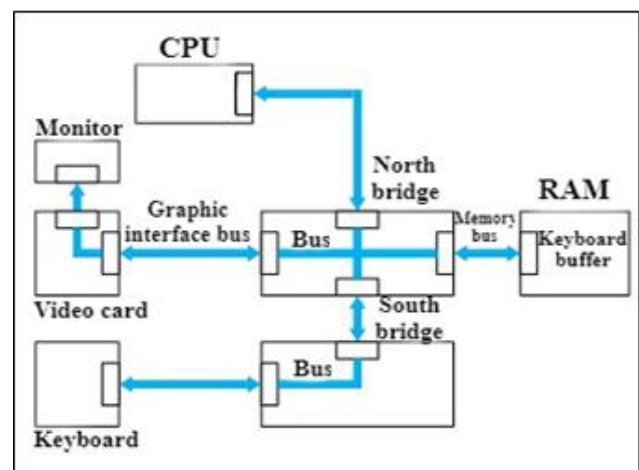 CPU
Monitor
North
bridge
RAM
Graphic
interface bus
Bus
Memory
bus
Keyboard
buffer
Video card
South
bridge
Bus
Keyboard